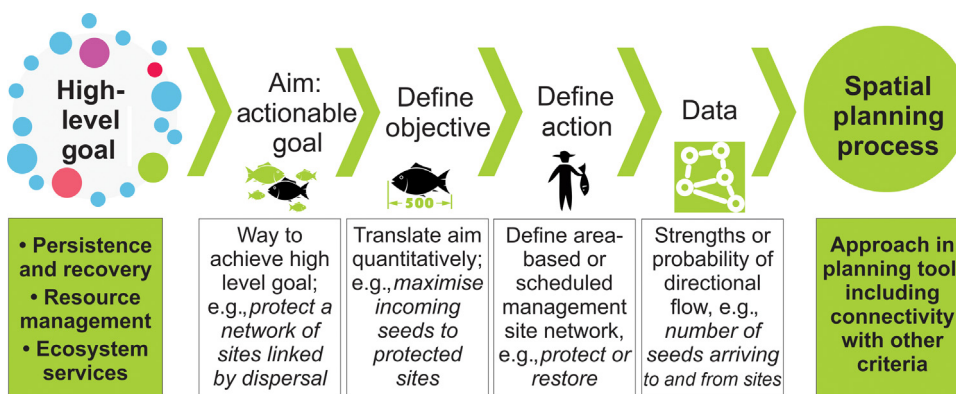 High-
level
goal
Aim:
actionable
goal
Define
objective
500
Define
action
Data
Spatial
planning
process
• Persistence
and recovery
• Resource
management
• Ecosystem
services
Way to
achieve high
level goal;
e.g., protect a
network of
sites linked
by dispersal
Translate aim
quantitatively;
e.g., maximise
incoming
seeds to
protected
sites
Define area-
based or
scheduled
management
site network,
e.g., protect or
restore
Strengths or
probability of
directional
flow, e.g.,
number of
seeds arriving
to and from sites
Approach in
planning tool
including
connectivity
with other
criteria